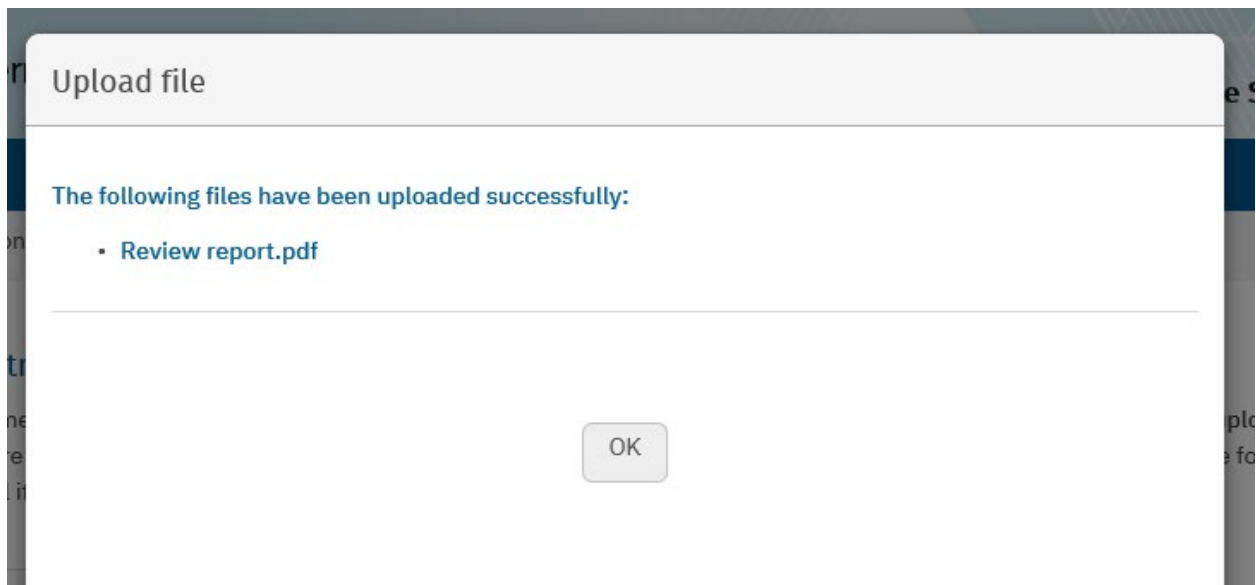 Upload file
The following files have been uploaded successfully:
• Review report.pdf
OK